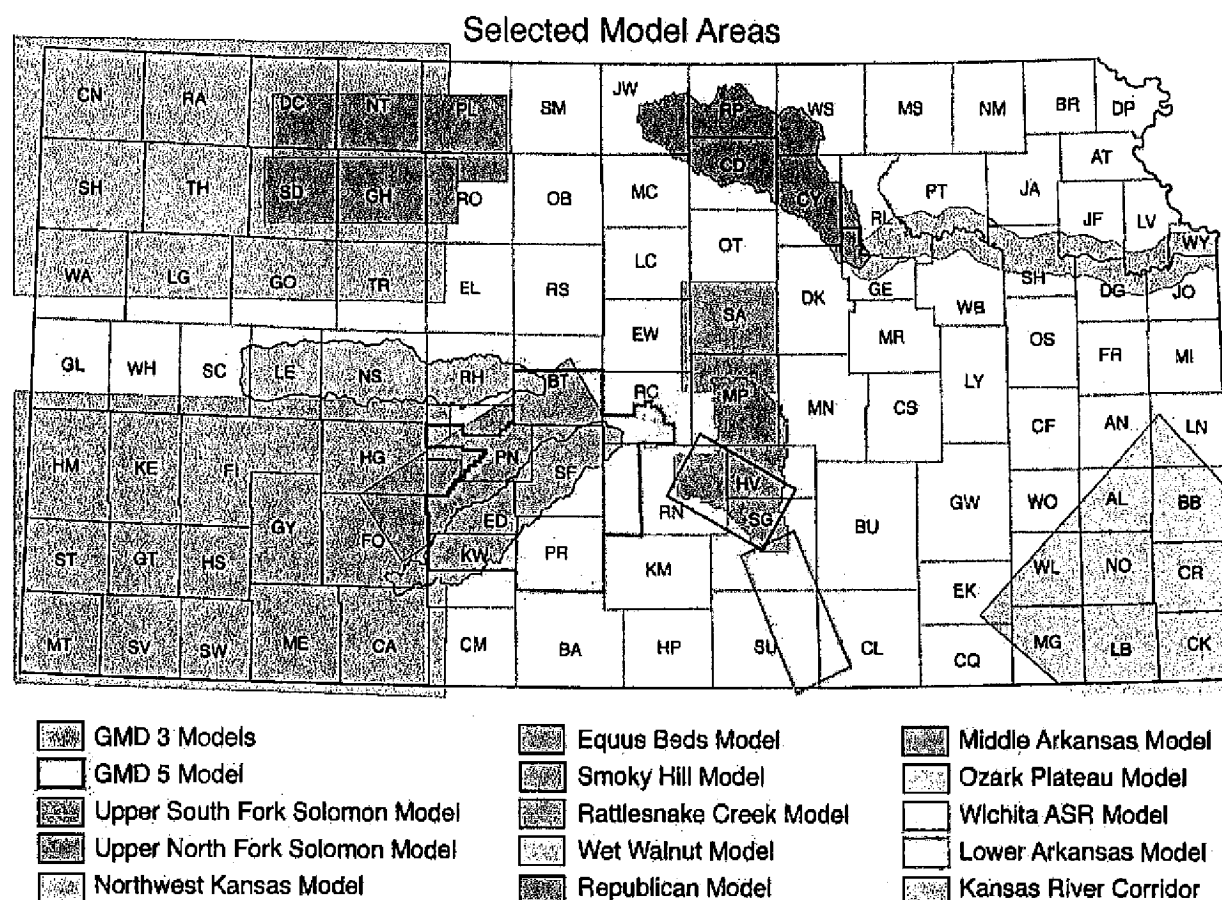 Selected Model Areas
CN RA DC NT PL SM JW RP WS MS NM BR DP
AT
SH TH SD GH RO OB MC CD CY RL PT JA JF LV WY
OT
WA LG GO TR EL RS LC DK GE WB SH DG JO
SA
GL WH SC LE NS RH BT EW MR LY OS FR MI
RC MP MN CS CF AN LN
HM KE FI HG PN SF RN HV BU GW WO AL BB
GY FO ED SG
ST GT HS KW PR KM EK WL NO CR
MT SV SW ME CA CM BA HP SU CL CQ MG LB CK
GMD 3 Models
GMD 5 Model
Upper South Fork Solomon Model
Upper North Fork Solomon Model
Northwest Kansas Model
Equus Beds Model
Smoky Hill Model
Rattlesnake Creek Model
Wet Walnut Model
Republican Model
Middle Arkansas Model
Ozark Plateau Model
Wichita ASR Model
Lower Arkansas Model
Kansas River Corridor